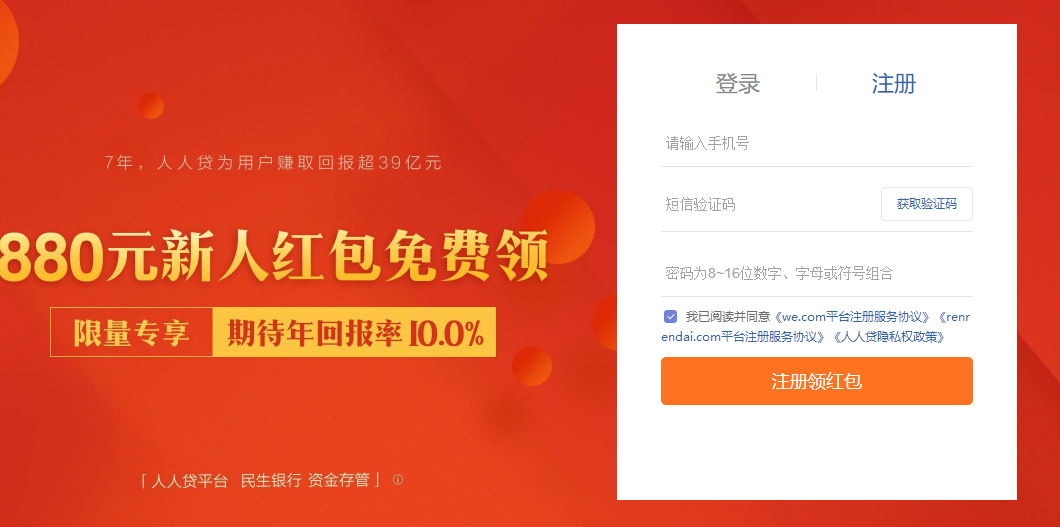 7年，人人贷为用户赚取回报超39亿元
880元新人红包免费领
限量专享 期待年回报率10.0%
「人人贷平台 民生银行 资金存管」
登录 注册
请输入手机号
短信验证码 获取验证码
密码为8~16位数字、字母或符号组合
我已阅读并同意《we.com平台注册服务协议》《renr
endai.com平台注册服务协议》《人人贷隐私权政策》
注册领红包